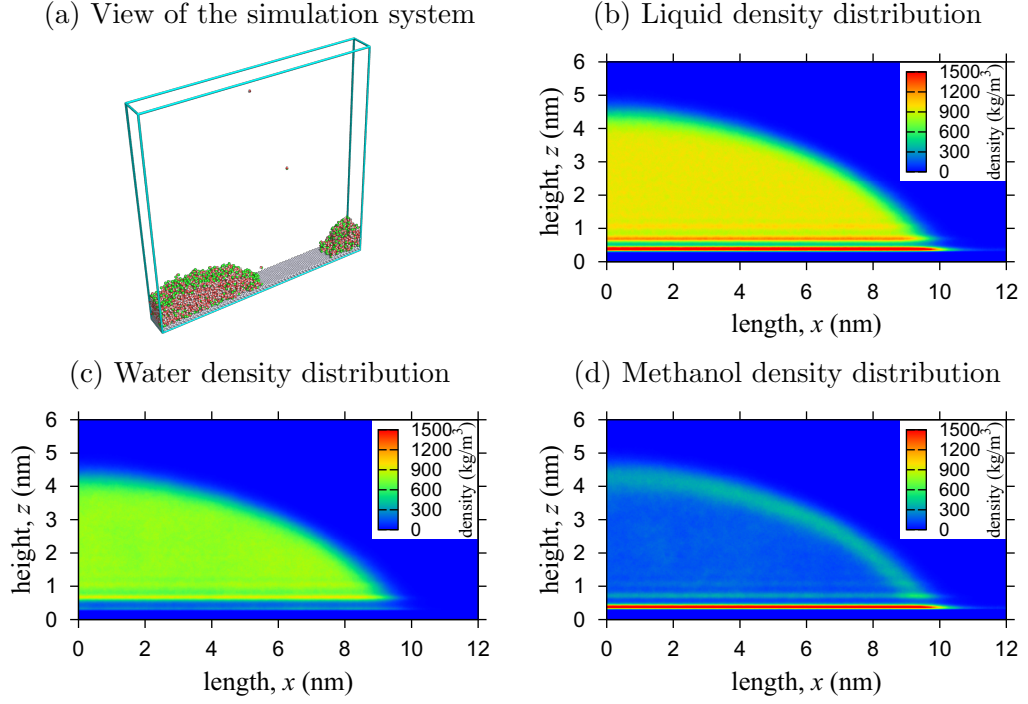 (a) View of the simulation system
(b) Liquid density distribution
6
5
4
3
2
1
0
height, z (nm)
0 2 4 6 8 10 12
length, x (nm)
1500
1200
900
600
300
0
density (kg/m³)
(c) Water density distribution
6
5
4
3
2
1
0
height, z (nm)
0 2 4 6 8 10 12
length, x (nm)
1500
1200
900
600
300
0
density (kg/m³)
(d) Methanol density distribution
6
5
4
3
2
1
0
height, z (nm)
0 2 4 6 8 10 12
length, x (nm)
1500
1200
900
600
300
0
density (kg/m³)